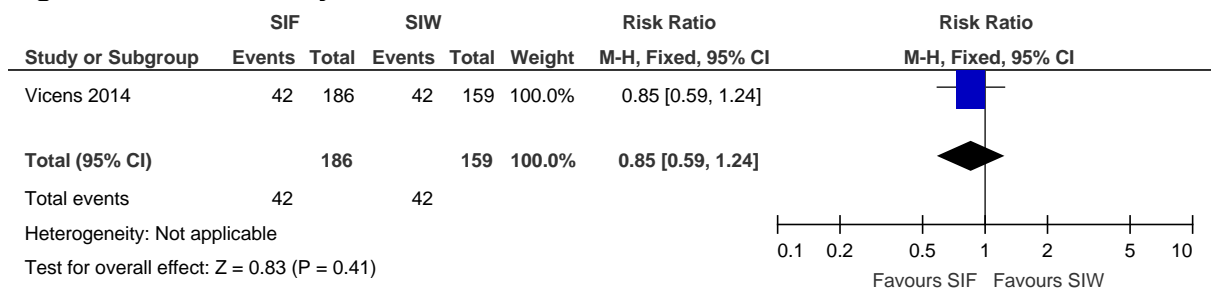 SIF SIW Risk Ratio Risk Ratio
Study or Subgroup Events Total Events Total Weight M-H, Fixed, 95% CI M-H, Fixed, 95% CI
Vicens 2014 42 186 42 159 100.0% 0.85 [0.59, 1.24]
Total (95% CI) 186 159 100.0% 0.85 [0.59, 1.24]
Total events 42 42
Heterogeneity: Not applicable
Test for overall effect: Z = 0.83 (P = 0.41)
0.1 0.2 0.5 1 2 5 10
Favours SIF Favours SIW